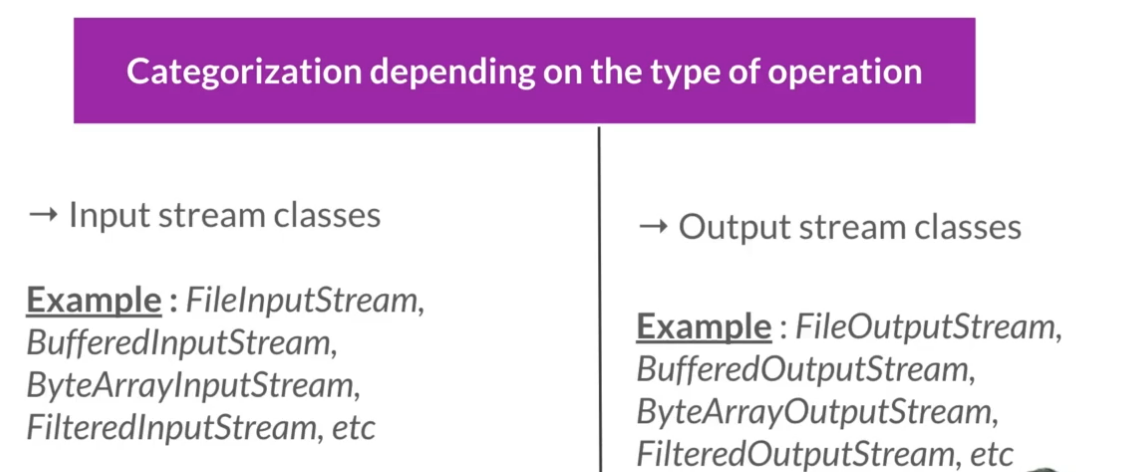 Categorization depending on the type of operation
→ Input stream classes
Example : FileInputStream,
BufferedInputStream,
ByteArrayInputStream,
FilteredInputStream, etc
→ Output stream classes
Example : FileOutputStream,
BufferedOutputStream,
ByteArrayOutputStream,
FilteredOutputStream, etc